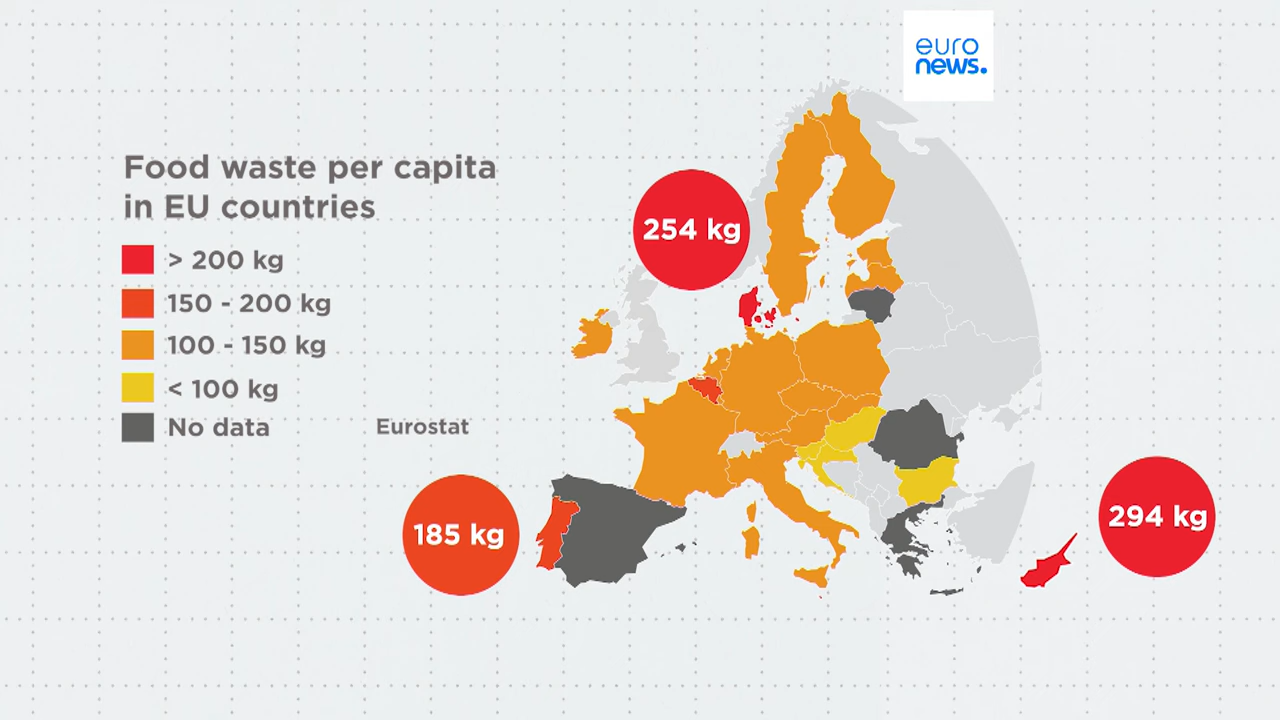 euro
news.
Food waste per capita
in EU countries
> 200 kg
150 - 200 kg
100 - 150 kg
< 100 kg
No data
Eurostat
254 kg
185 kg
294 kg